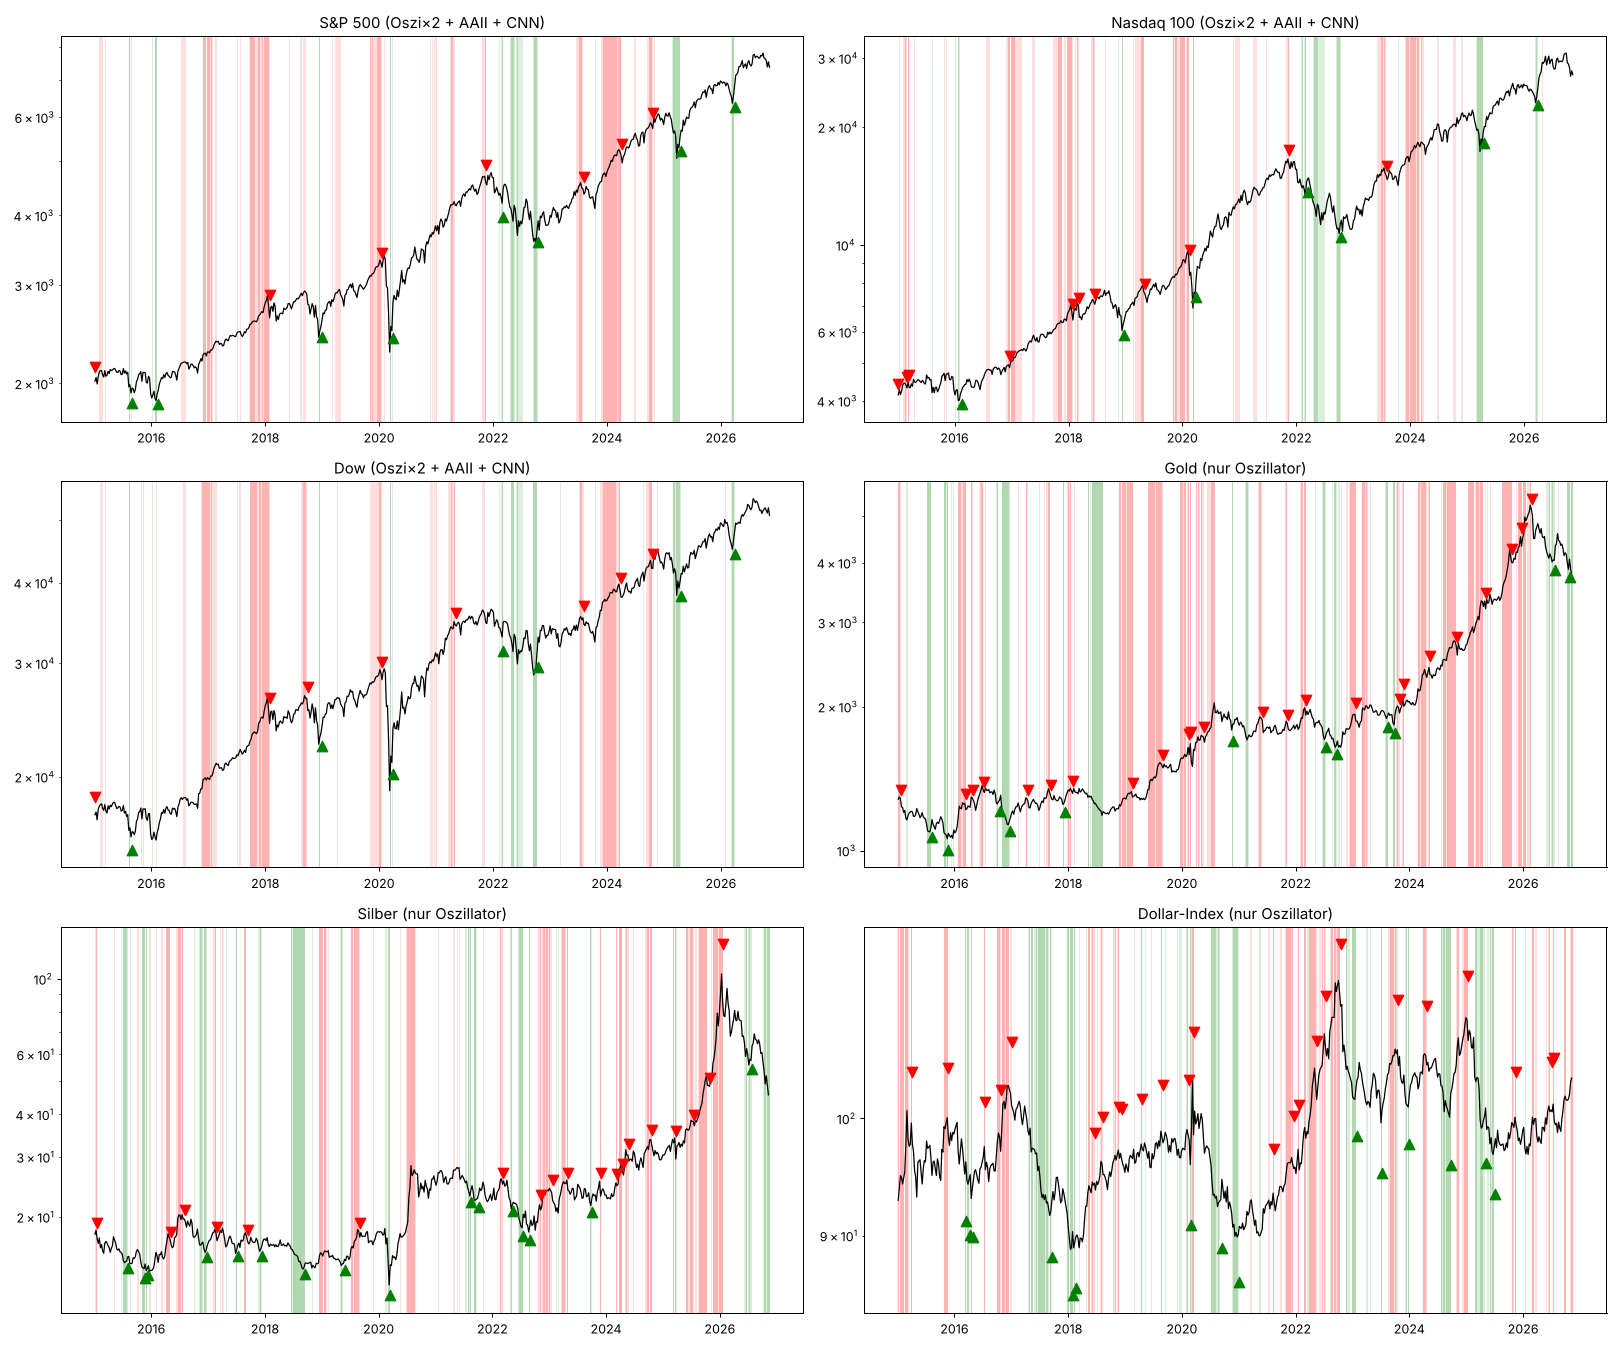 S&P 500 (Oszi×2 + AAII + CNN)
6 × 10³
4 × 10³
3 × 10³
2 × 10³
2016 2018 2020 2022 2024 2026
Nasdaq 100 (Oszi×2 + AAII + CNN)
3 × 10⁴
2 × 10⁴
10⁴
6 × 10³
4 × 10³
2016 2018 2020 2022 2024 2026
Dow (Oszi×2 + AAII + CNN)
4 × 10⁴
3 × 10⁴
2 × 10⁴
2016 2018 2020 2022 2024 2026
Gold (nur Oszillator)
4 × 10³
3 × 10³
2 × 10³
10³
2016 2018 2020 2022 2024 2026
Silber (nur Oszillator)
10²
6 × 10¹
4 × 10¹
3 × 10¹
2 × 10¹
2016 2018 2020 2022 2024 2026
Dollar-Index (nur Oszillator)
10²
9 × 10¹
2016 2018 2020 2022 2024 2026